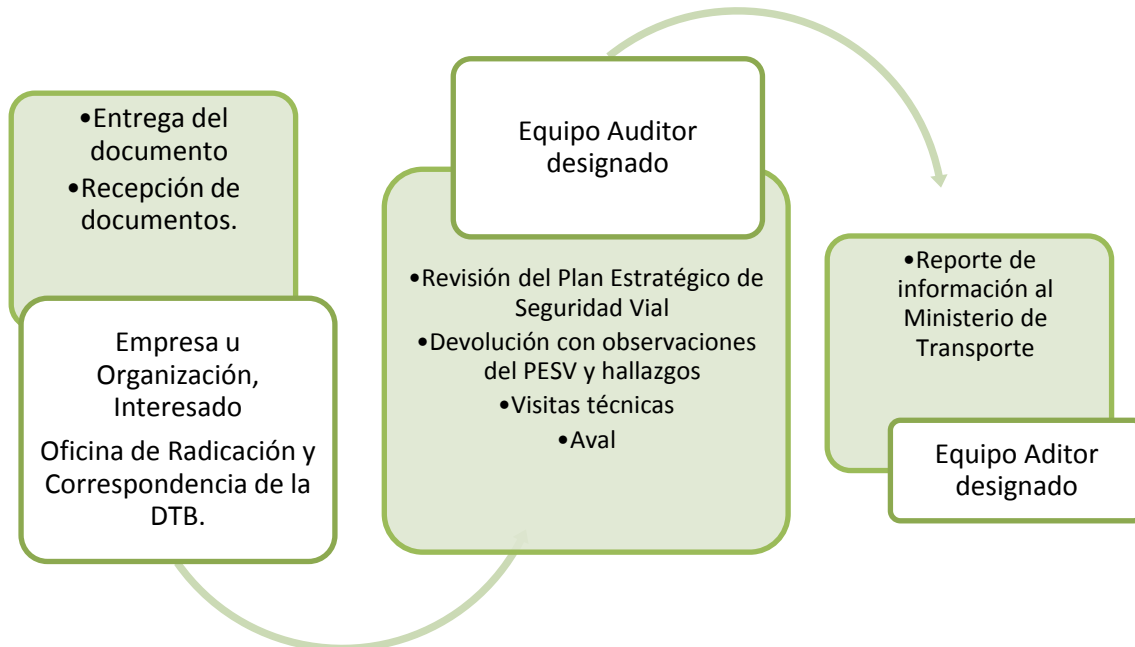 •Entrega del
documento
•Recepción de
documentos.
Empresa u
Organización,
Interesado
Oficina de Radicación y
Correspondencia de la
DTB.
Equipo Auditor
designado
•Revisión del Plan Estratégico de
Seguridad Vial
•Devolución con observaciones
del PESV y hallazgos
•Visitas técnicas
•Aval
•Reporte de
información al
Ministerio de
Transporte
Equipo Aditor
designado